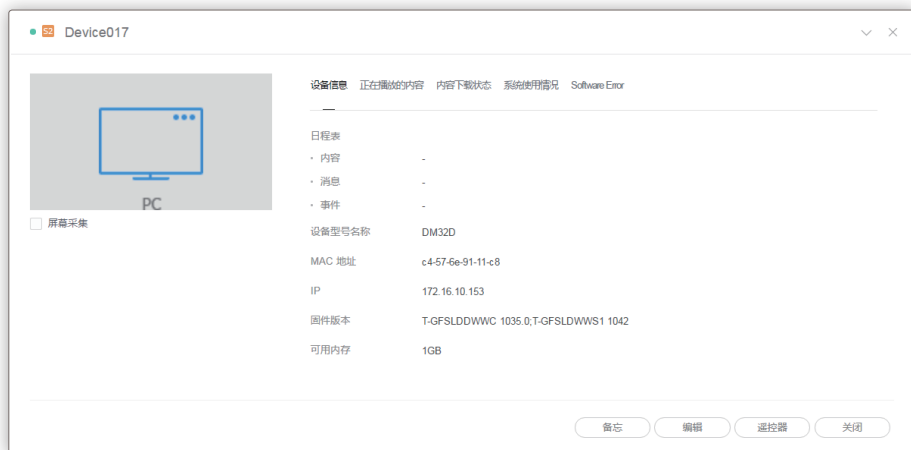 S2 Device017
设备信息 正在播放的内容 内容下载状态 系统使用情况 Software Error
PC
屏幕采集
日程表
· 内容 -
· 消息 -
· 事件 -
设备型号名称 DM32D
MAC 地址 c4-57-6e-91-11-c8
IP 172.16.10.153
固件版本 T-GFSLDDWWC 1035.0;T-GFSLDWWS1 1042
可用内存 1GB
备忘 编辑 遥控器 关闭